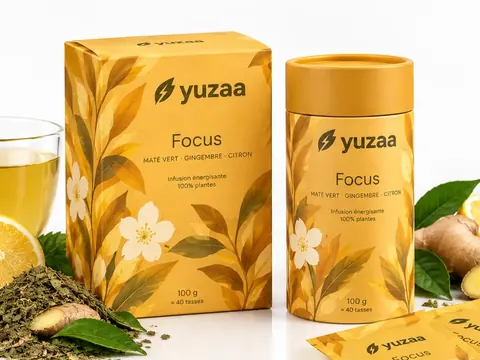 yuzaa
Focus
MATÉ VERT · GINGEMBRE · CITRON
Infusion énergisante
100% plantes
100 g
≈ 40 tasses
yuzaa
Focus
MATÉ VERT · GINGEMBRE · CITRON
Infusion énergisante
100% plantes
100 g
≈ 40 tasses
yuzaa
Focus